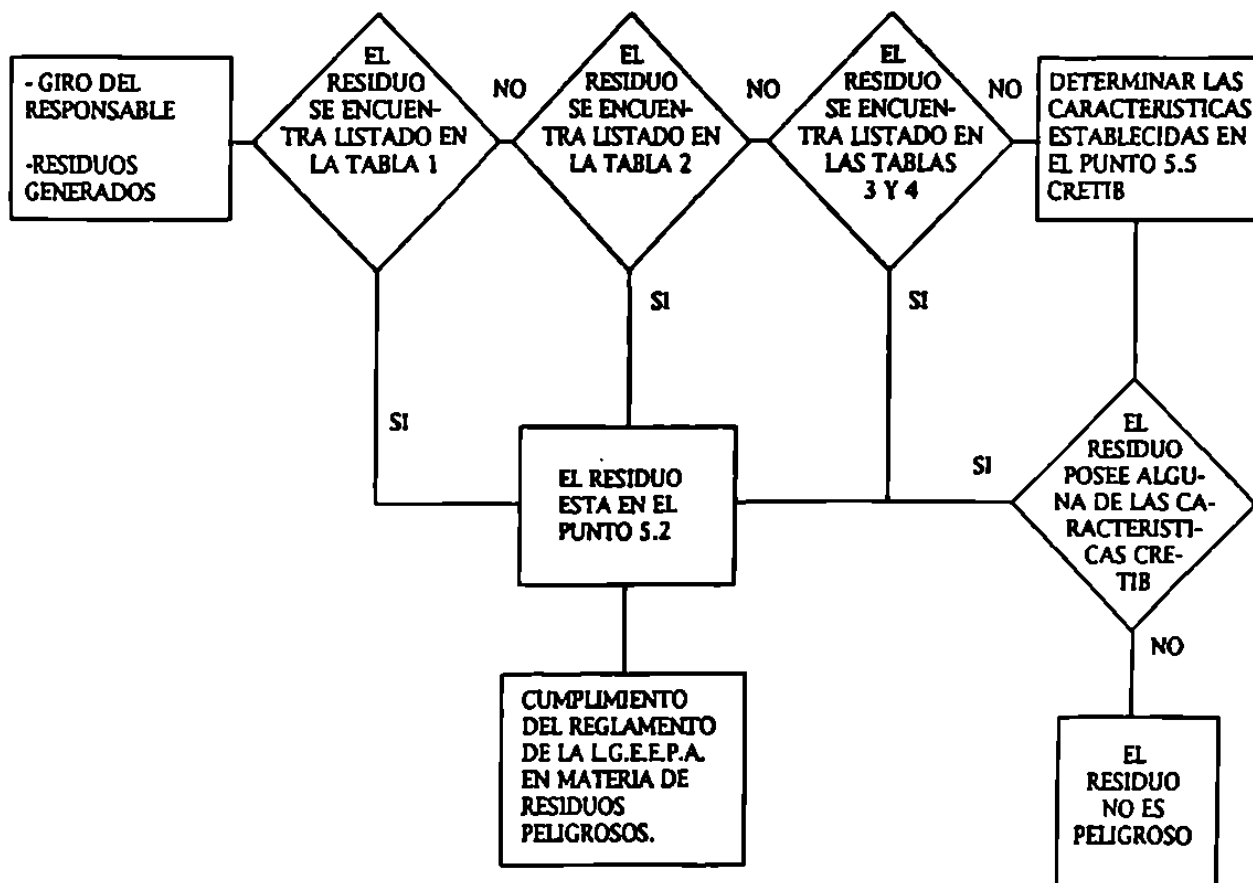 - GIRO DEL
RESPONSABLE
-RESIDUOS
GENERADOS
EL
RESIDUO
SE ENCUEN-
TRA LISTADO EN
LA TABLA 1
NO
EL
RESIDUO
SE ENCUEN-
TRA LISTADO EN
LA TABLA 2
NO
EL
RESIDUO
SE ENCUEN-
TRA LISTADO EN
LAS TABLAS
3 Y 4
NO
DETERMINAR LAS
CARACTERISTICAS
ESTABLECIDAS EN
EL PUNTO 5.5
CRETIB
SI
SI
SI
EL RESIDUO
ESTA EN EL
PUNTO 5.2
SI
EL
RESIDUO
POSEE ALGU-
NA DE LAS CA-
RACTERISTI-
CAS CRE-
TIB
NO
CUMPLIMIENTO
DEL REGLAMENTO
DE LA L.G.E.E.P.A.
EN MATERIA DE
RESIDUOS
PELIGROSOS.
EL
RESIDUO
NO ES
PELIGROSO